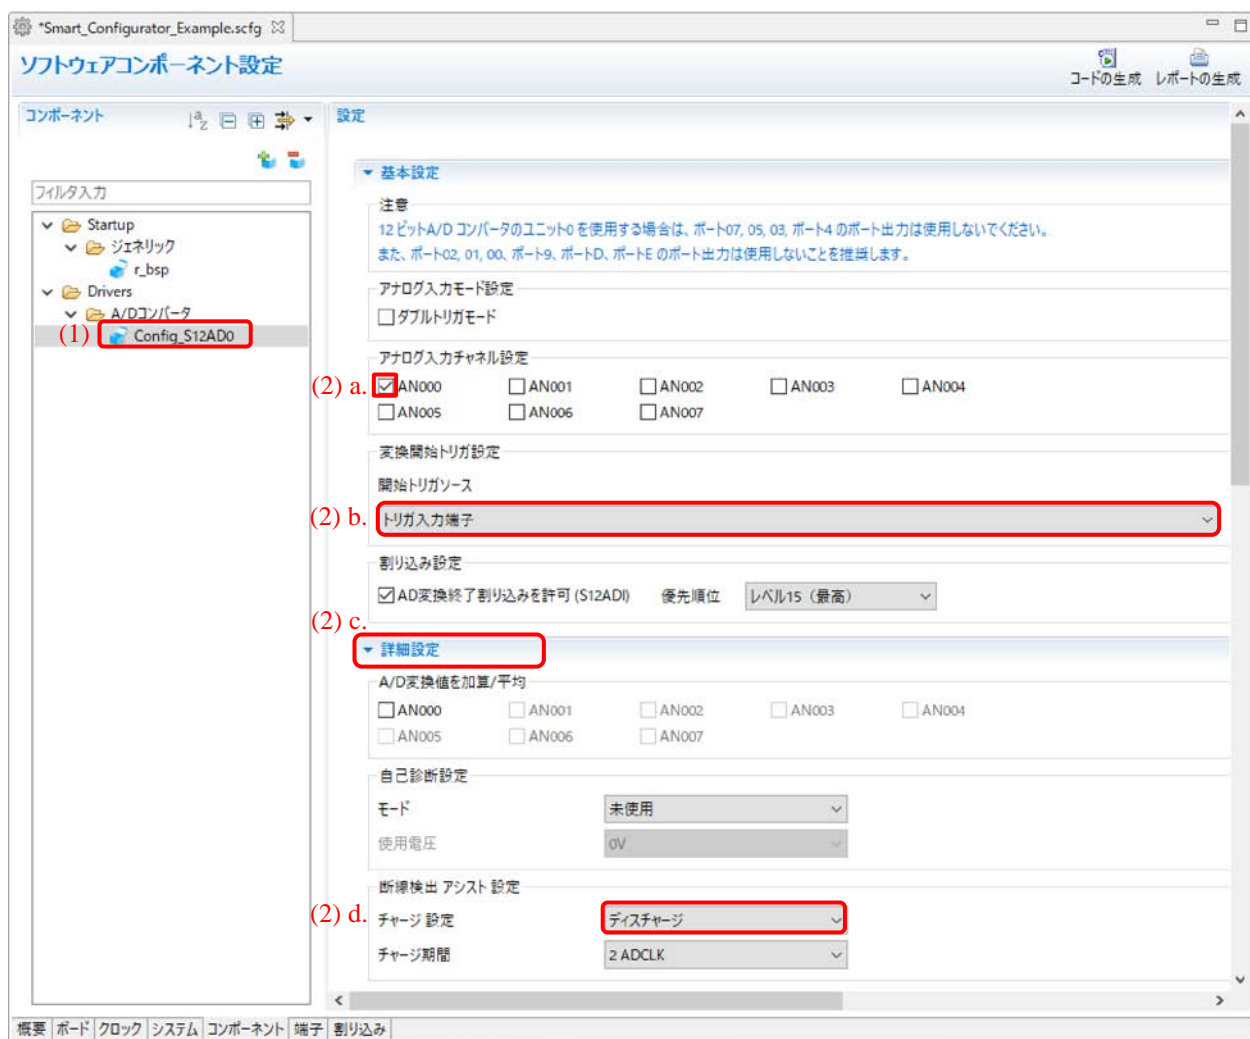 *Smart_Configurator_Example.scfg
ソフトウェアコンポーネント設定
コードの生成 レポートの生成
コンポーネント
設定
フィルタ入力
Startup
ジェネリック
r_bsp
Drivers
A/Dコンバータ
(1) Config_S12AD0
基本設定
注意
12 ビットA/D コンバータのユニット0 を使用する場合は、ポート07, 05, 03, ポート4 のポート出力は使用しないでください。
また、ポート02, 01, 00、ポート9、ポートD、ポートE のポート出力は使用しないことを推奨します。
アナログ入力モード設定
ダブルトリガモード
アナログ入力チャネル設定
(2) a. AN000 AN001 AN002 AN003 AN004
AN005 AN006 AN007
変換開始トリガ設定
開始トリガソース
(2) b. トリガ入力端子
割り込み設定
AD変換終了割り込みを許可 (S12ADI) 優先順位 レベル15（最高）
(2) c.
詳細設定
A/D変換値を加算/平均
AN000 AN001 AN002 AN003 AN004
AN005 AN006 AN007
自己診断設定
モード 未使用
使用電圧 0V
断線検出 アシスト 設定
(2) d. チャージ 設定 ディスチャージ
チャージ期間 2 ADCLK
概要 ボード クロック システム コンポーネント 端子 割り込み